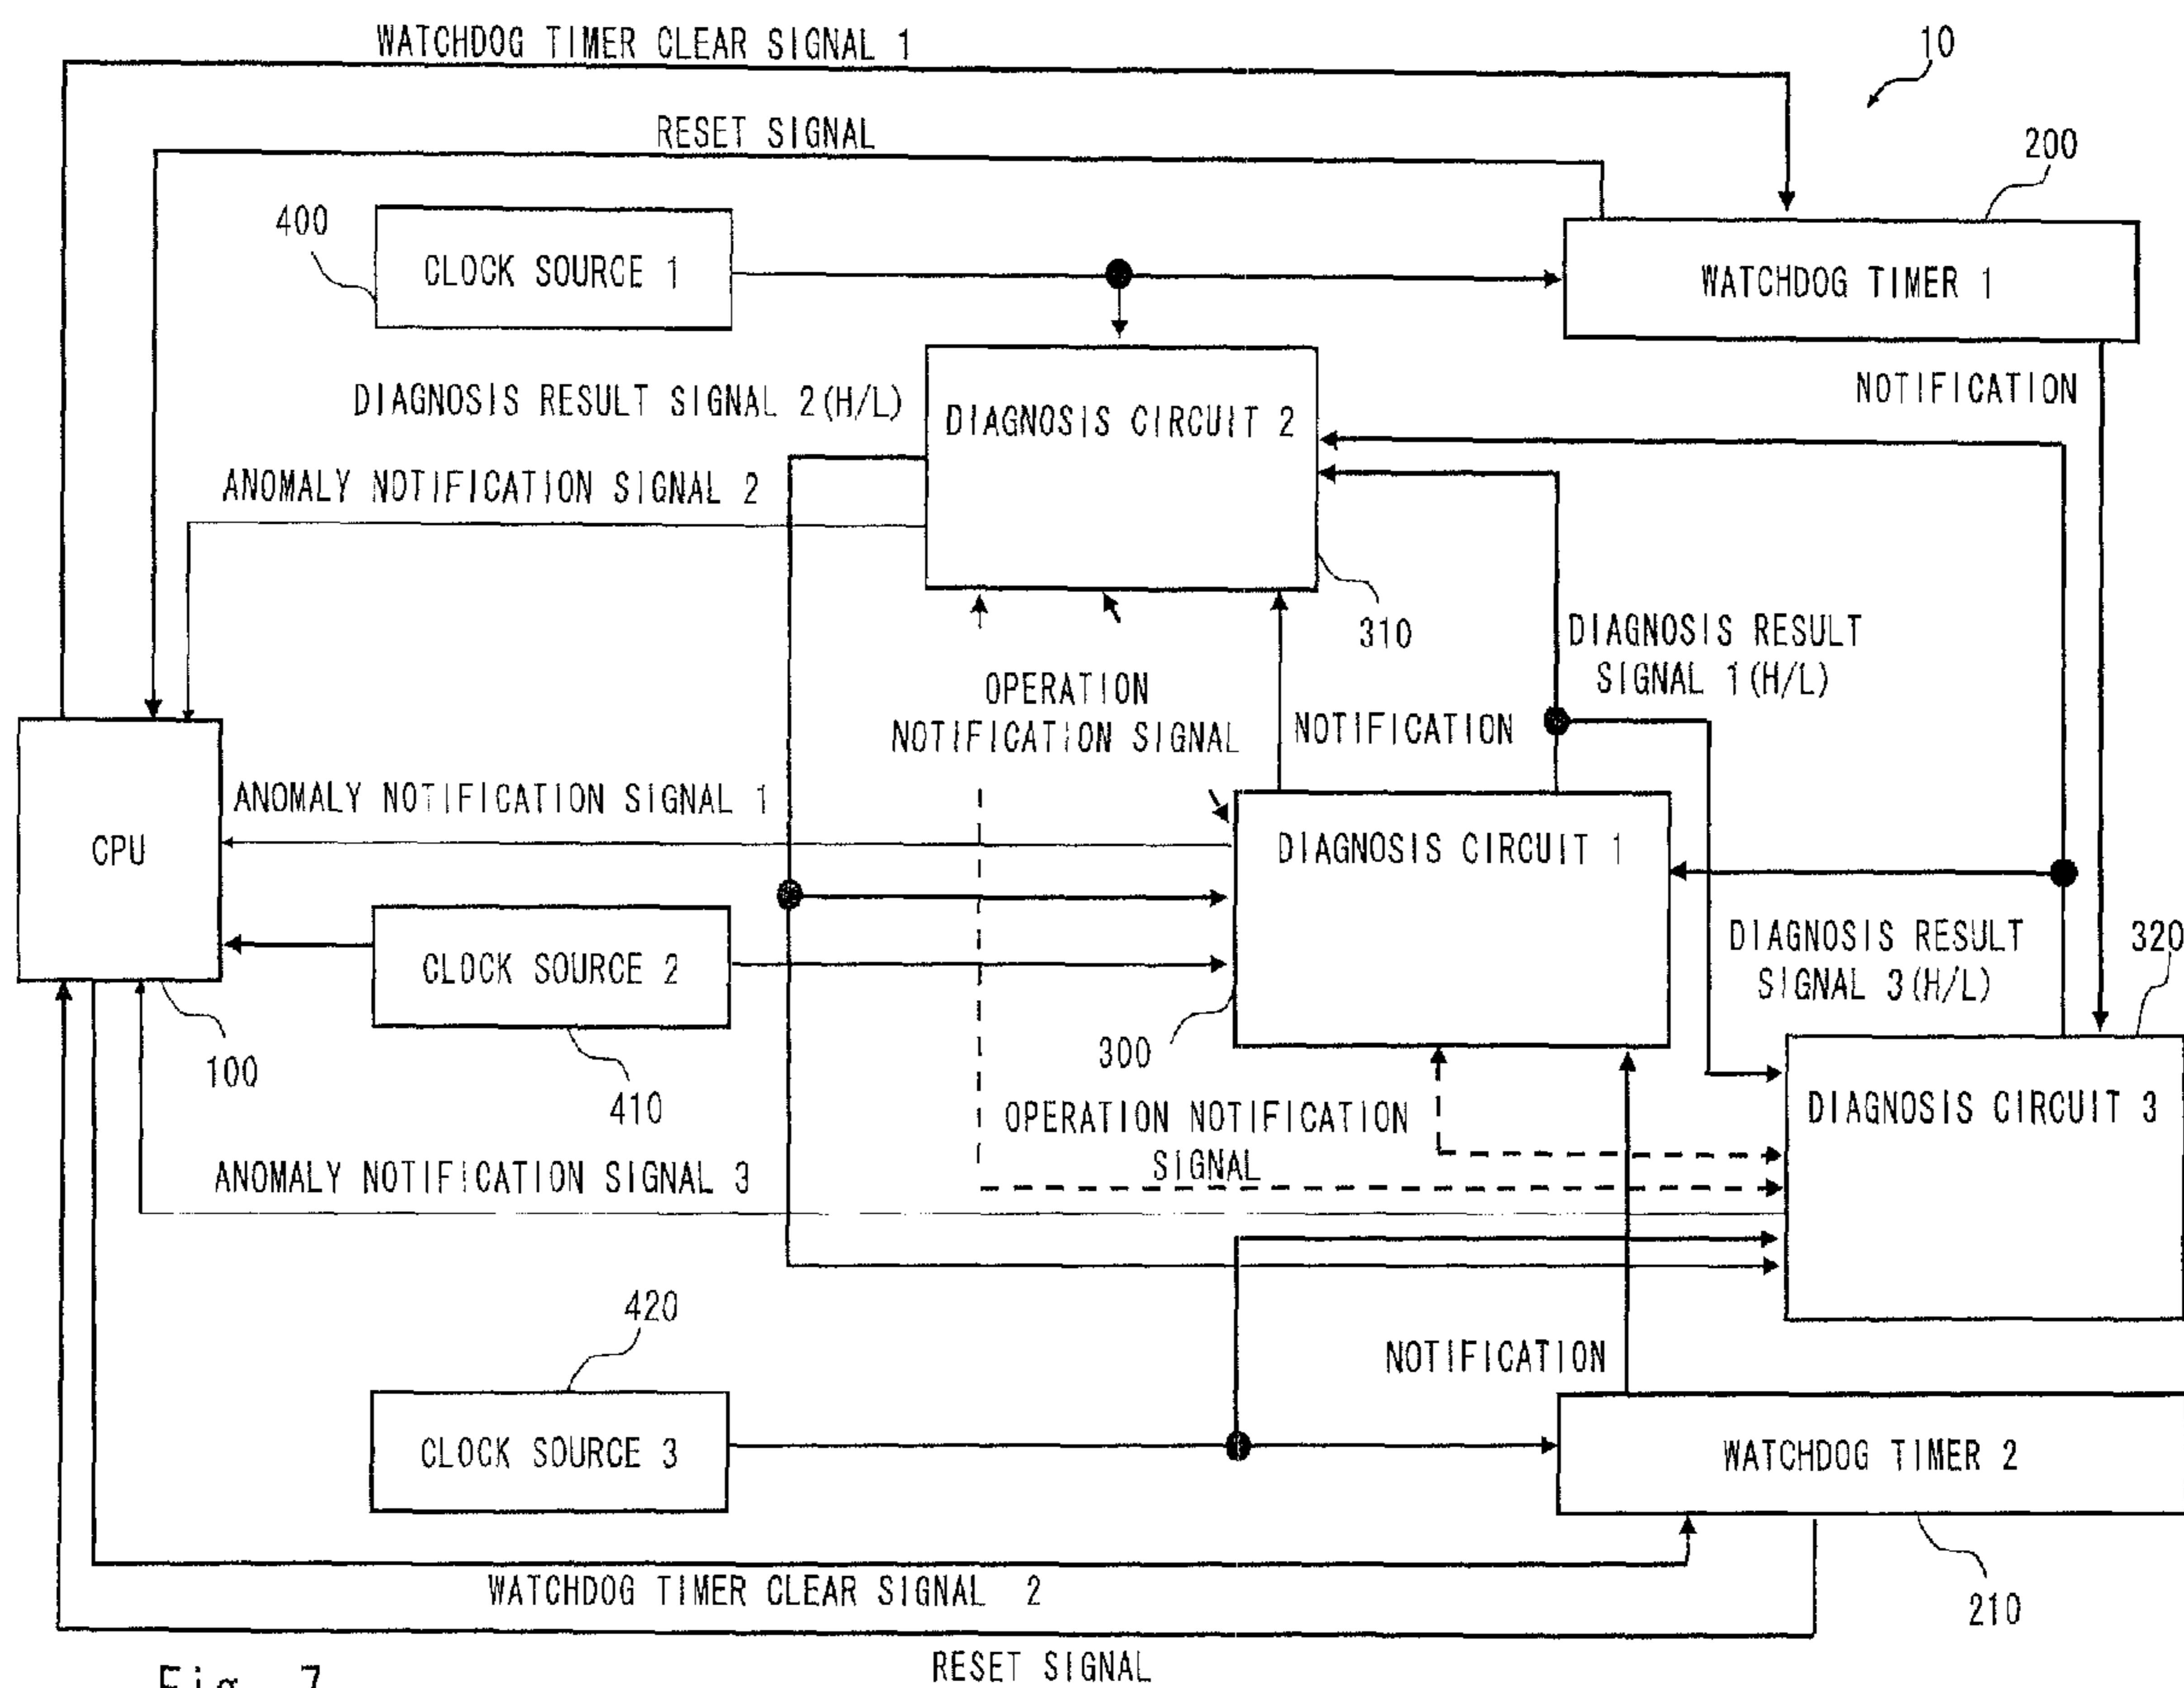 WATCHDOG TIMER CLEAR SIGNAL 1
10
RESET SIGNAL
200
400
CLOCK SOURCE 1
WATCHDOG TIMER 1
NOTIFICATION
DIAGNOSIS RESULT SIGNAL 2(H/L)
DIAGNOSIS CIRCUIT 2
ANOMALY NOTIFICATION SIGNAL 2
310
DIAGNOSIS RESULT
SIGNAL 1(H/L)
OPERATION
NOTIFICATION SIGNAL
NOTIFICATION
ANOMALY NOTIFICATION SIGNAL 1
CPU
DIAGNOSIS CIRCUIT 1
DIAGNOSIS RESULT
SIGNAL 3(H/L)
320
CLOCK SOURCE 2
300
100
410
OPERATION NOTIFICATION
SIGNAL
DIAGNOSIS CIRCUIT 3
ANOMALY NOTIFICATION SIGNAL 3
420
NOTIFICATION
CLOCK SOURCE 3
WATCHDOG TIMER 2
WATCHDOG TIMER CLEAR SIGNAL 2
210
RESET SIGNAL
Fig. 7